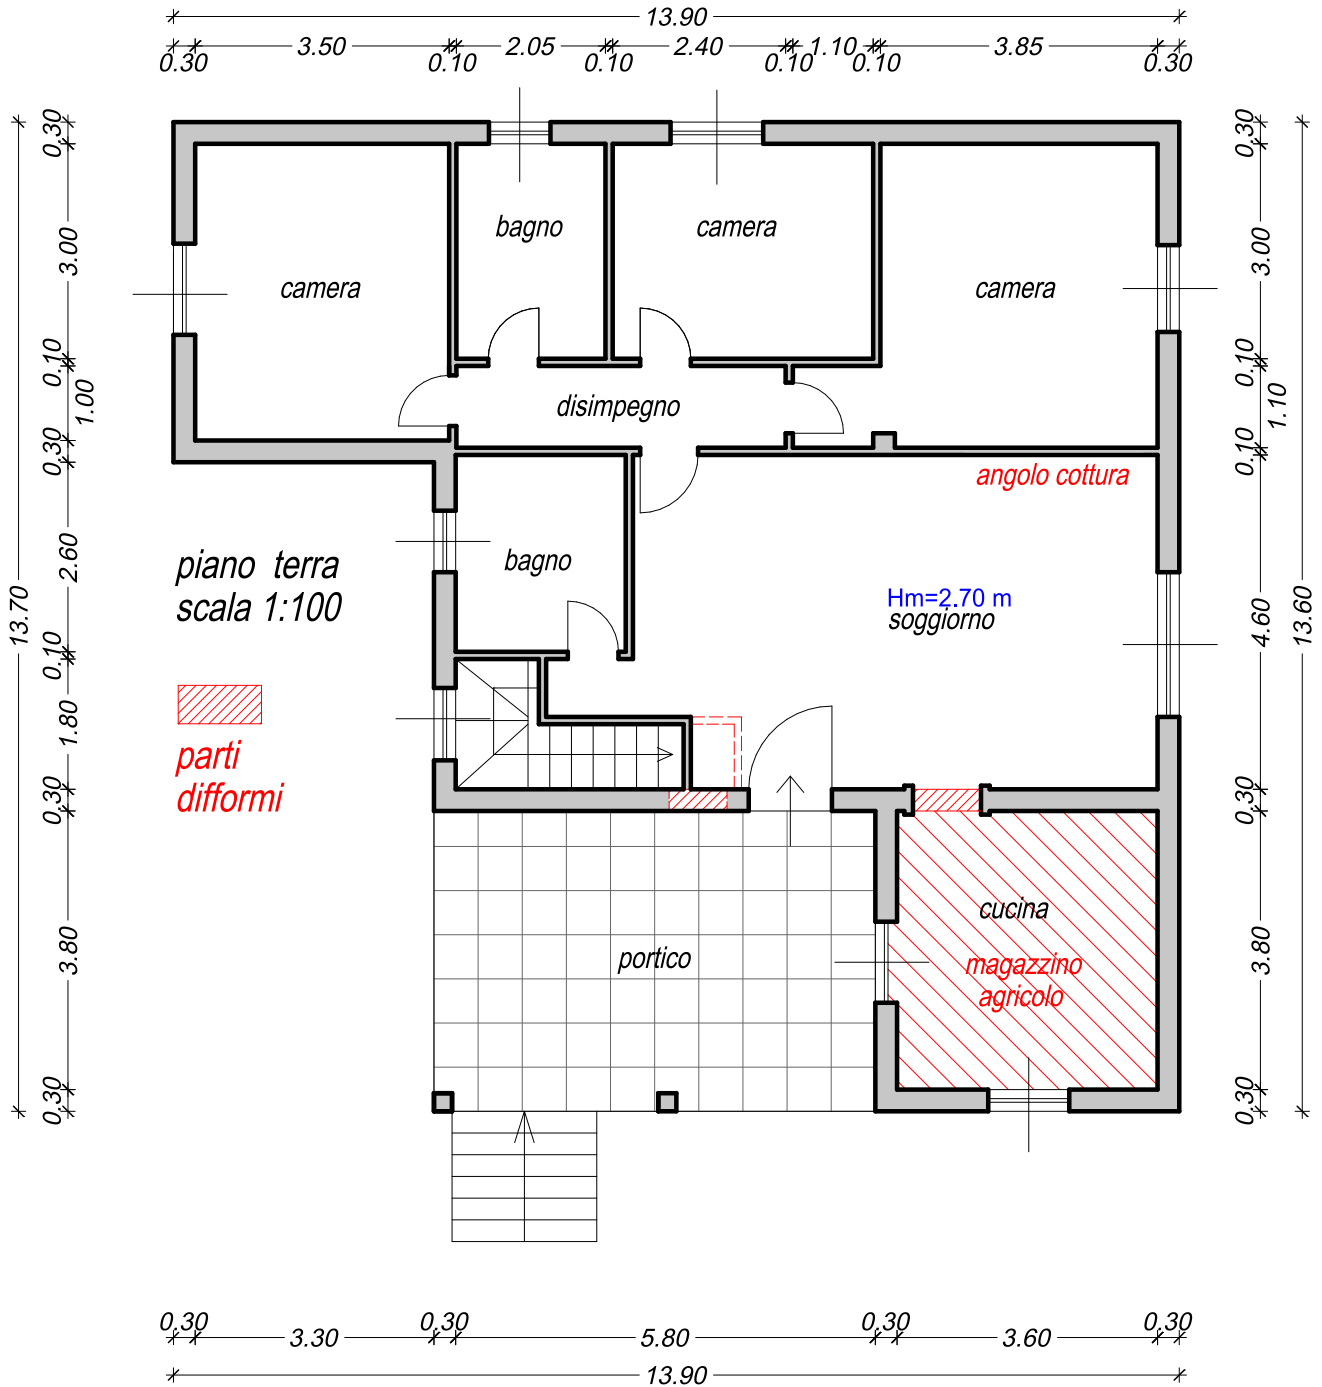 13.90
3.50 2.05 2.40 1.10 3.85
0.30 0.10 0.10 0.10 0.10 0.30
0.30
3.00
0.10
1.00
0.30
2.60
0.10
1.80
0.30
3.80
0.30
13.70
bagno
camera
camera
camera
disimpegno
angolo cottura
bagno
piano terra
scala 1:100
Hm=2.70 m
soggiorno
parti
difformi
cucina
portico
magazzino
agricolo
0.30
3.00
0.10
1.10
0.10
4.60
0.30
3.80
0.30
13.60
0.30 0.30 0.30 0.30
3.30 5.80 3.60
13.90